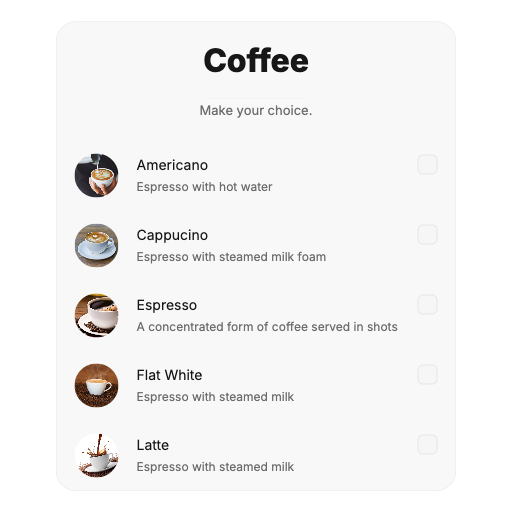 Coffee
Make your choice.
Americano
Espresso with hot water
Cappucino
Espresso with steamed milk foam
Espresso
A concentrated form of coffee served in shots
Flat White
Espresso with steamed milk
Latte
Espresso with steamed milk